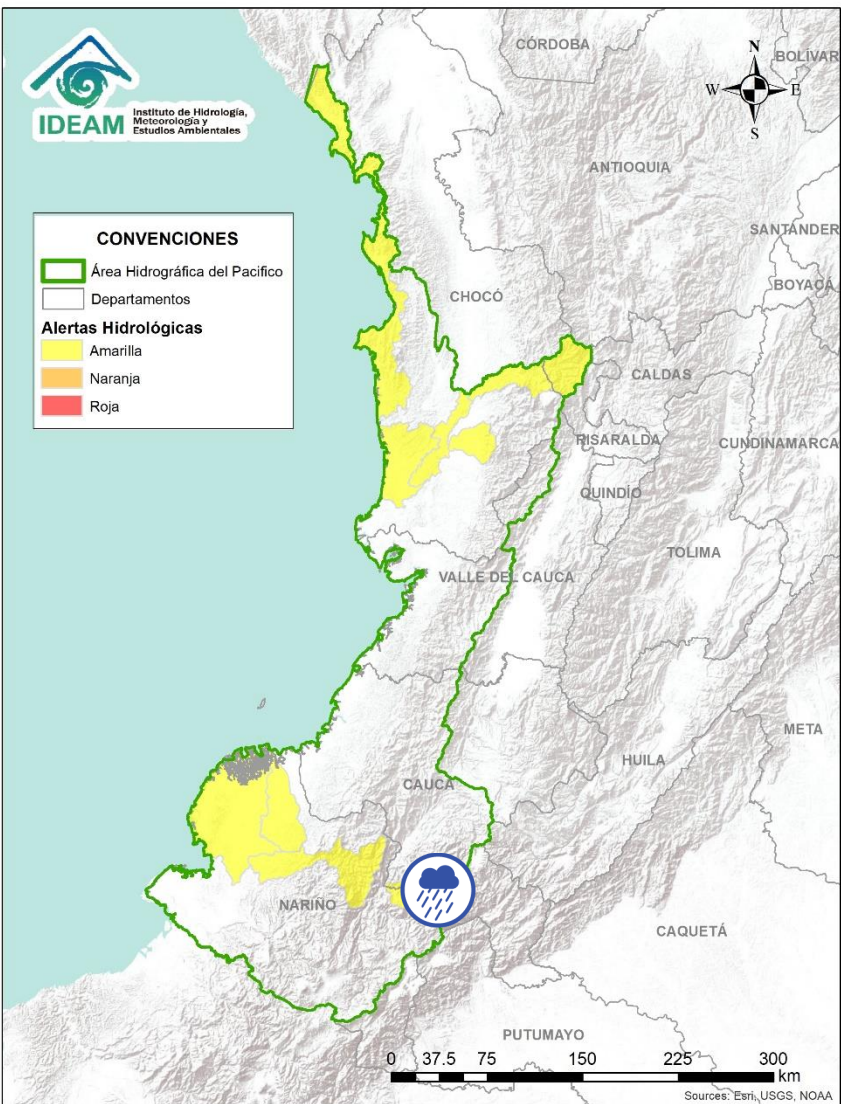 IDEAM
Instituto de Hidrología,
Meteorología y
Estudios Ambientales
CÓRDOBA
BOLÍVAR
N
W
E
S
ANTIOQUIA
SANTANDER
BOYACÁ
CONVENCIONES
Área Hidrográfica del Pacifico
Departamentos
Alertas Hidrológicas
Amarilla
Naranja
Roja
CHOCÓ
CALDAS
RISARALDA
CUNDINAMARCA
QUINDÍO
TOLIMA
VALLE DEL CAUCA
META
HUILA
CAUCA
NARIÑO
CAQUETÁ
PUTUMAYO
0 37.5 75 150 225 300
km
Sources: Esri, USGS, NOAA